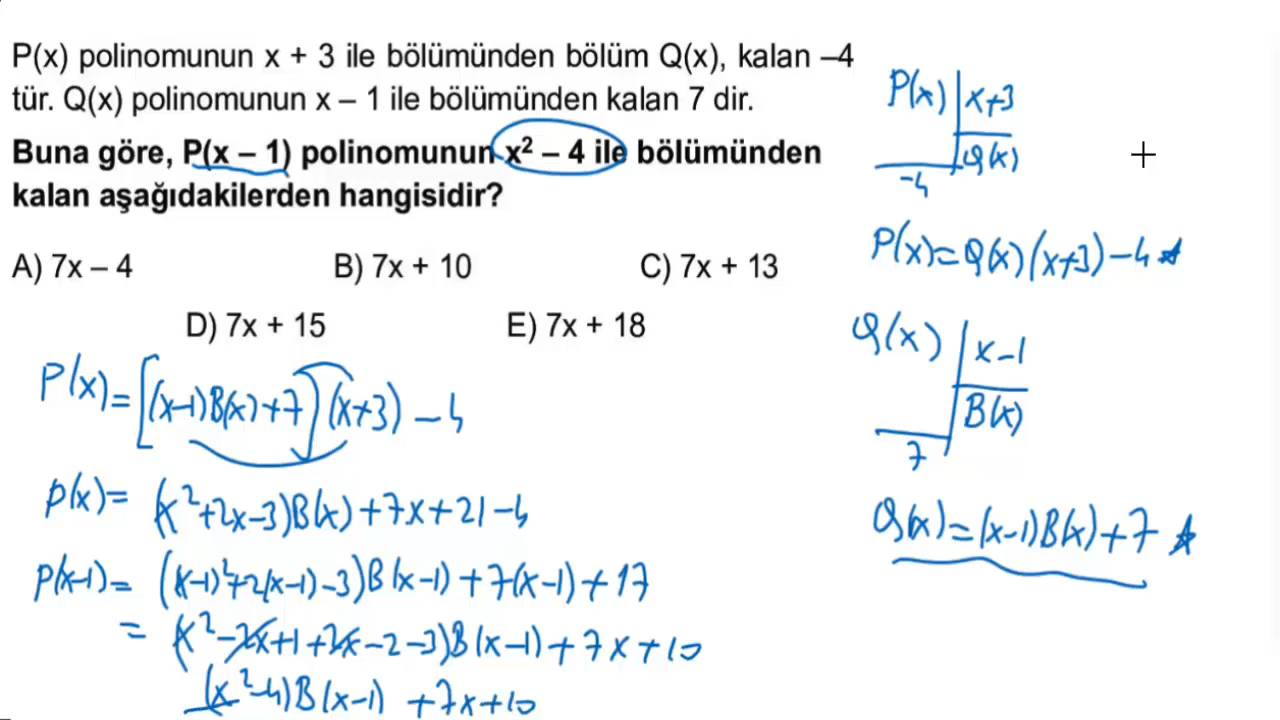 P(x) polinomunun x + 3 ile bölümünden bölüm Q(x), kalan –4
tür. Q(x) polinomunun x – 1 ile bölümünden kalan 7 dir.
Buna göre, P(x – 1) polinomunun x² – 4 ile bölümünden
kalan aşağıdakilerden hangisidir?
A) 7x – 4 B) 7x + 10 C) 7x + 13
D) 7x + 15 E) 7x + 18
P(x)= [(x-1)B(x)+7](x+3) - 4
P(x)= (x²+2x-3)B(x)+7x+21-4
P(x-1)= ((x-1)²+2(x-1)-3)B(x-1)+7(x-1)+17
= (x²-2x+1+2x-2-3)B(x-1)+7x+10
(x²-4)B(x-1) +7x+10
P(x) x+3
Q(x)
-4
P(x)=Q(x)(x+3)-4
Q(x) x-1
B(x)
7
Q(x)=(x-1)B(x)+7